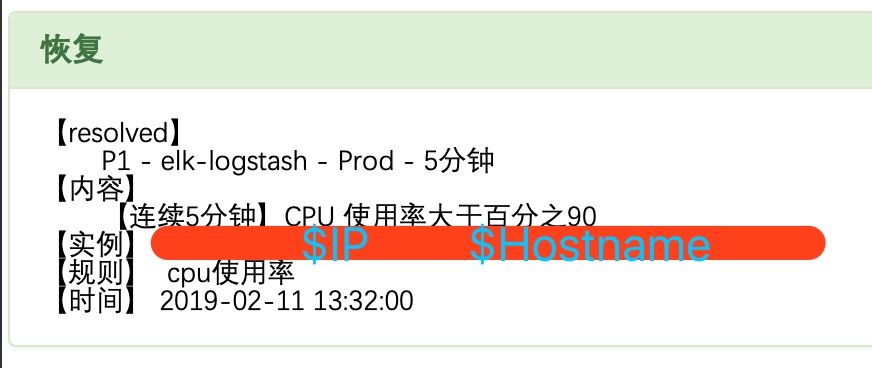 恢复
【resolved】
P1 - elk-logstash - Prod - 5分钟
【内容】
【连续5分钟】CPU 使用率大于百分之90
【实例】 $IP $Hostname
【规则】 cpu使用率
【时间】 2019-02-11 13:32:00